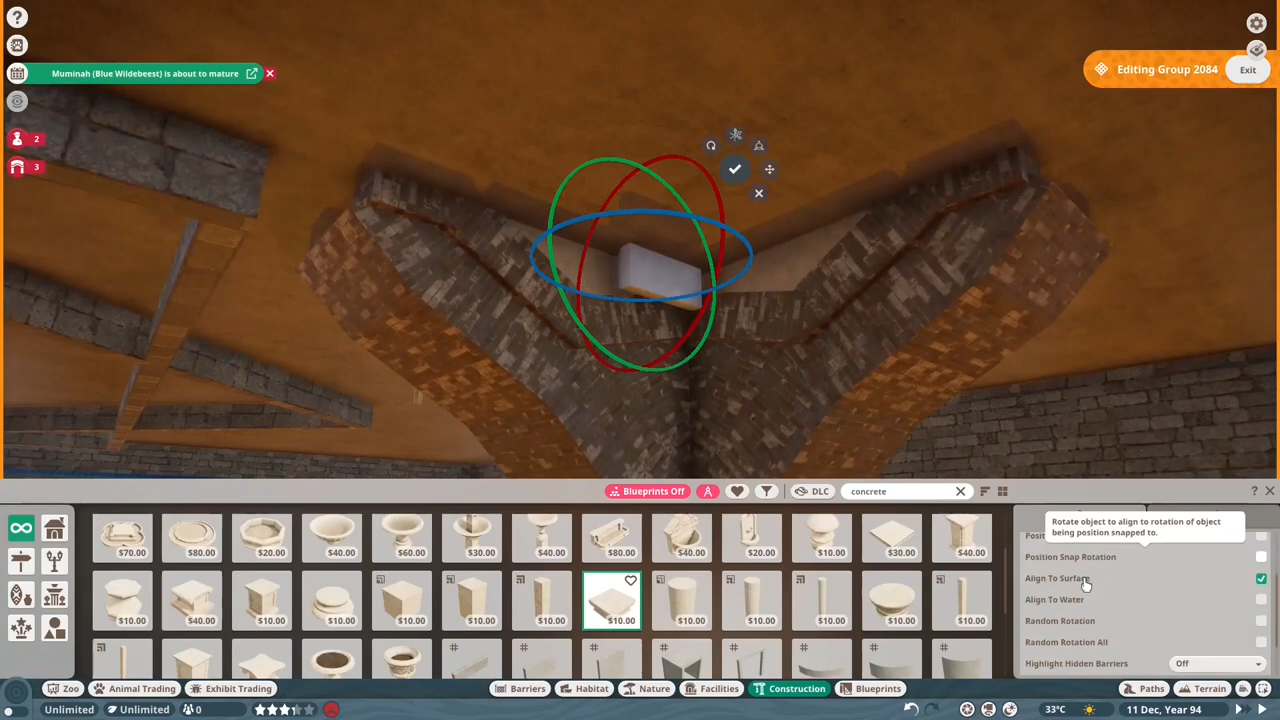 ?
Muminah (Blue Wildebeest) is about to mature
2
3
Editing Group 2084
Exit
Blueprints Off
DLC
concrete
?
$70.00
$80.00
$20.00
$40.00
$60.00
$30.00
$40.00
$80.00
$40.00
$20.00
$40.00
$30.00
$40.00
$10.00
$40.00
$10.00
$10.00
$10.00
$10.00
$10.00
$10.00
$10.00
$10.00
$10.00
$10.00
$10.00
Rotate object to align to rotation of object
being position snapped to.
Position Snap Rotation
Align To Surface
Align To Water
Random Rotation
Random Rotation All
Highlight Hidden Barriers
Off
Zoo
Animal Trading
Exhibit Trading
Barriers
Habitat
Nature
Facilities
Construction
Blueprints
Paths
Terrain
Unlimited
Unlimited
0
33°C
11 Dec, Year 94